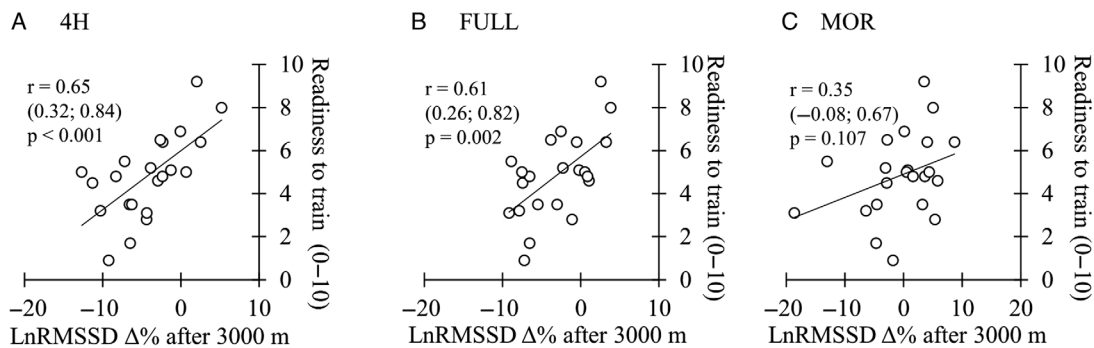 A 4H
r = 0.65
(0.32; 0.84)
p < 0.001
10
8
6
4
2
0
Readiness to train (0–10)
−20 −10 0 10
LnRMSSD Δ% after 3000 m
B FULL
r = 0.61
(0.26; 0.82)
p = 0.002
10
8
6
4
2
0
Readiness to train (0–10)
−20 −10 0 10
LnRMSSD Δ% after 3000 m
C MOR
r = 0.35
(−0.08; 0.67)
p = 0.107
10
8
6
4
2
0
Readiness to train (0–10)
−20 −10 0 10 20
LnRMSSD Δ% after 3000 m